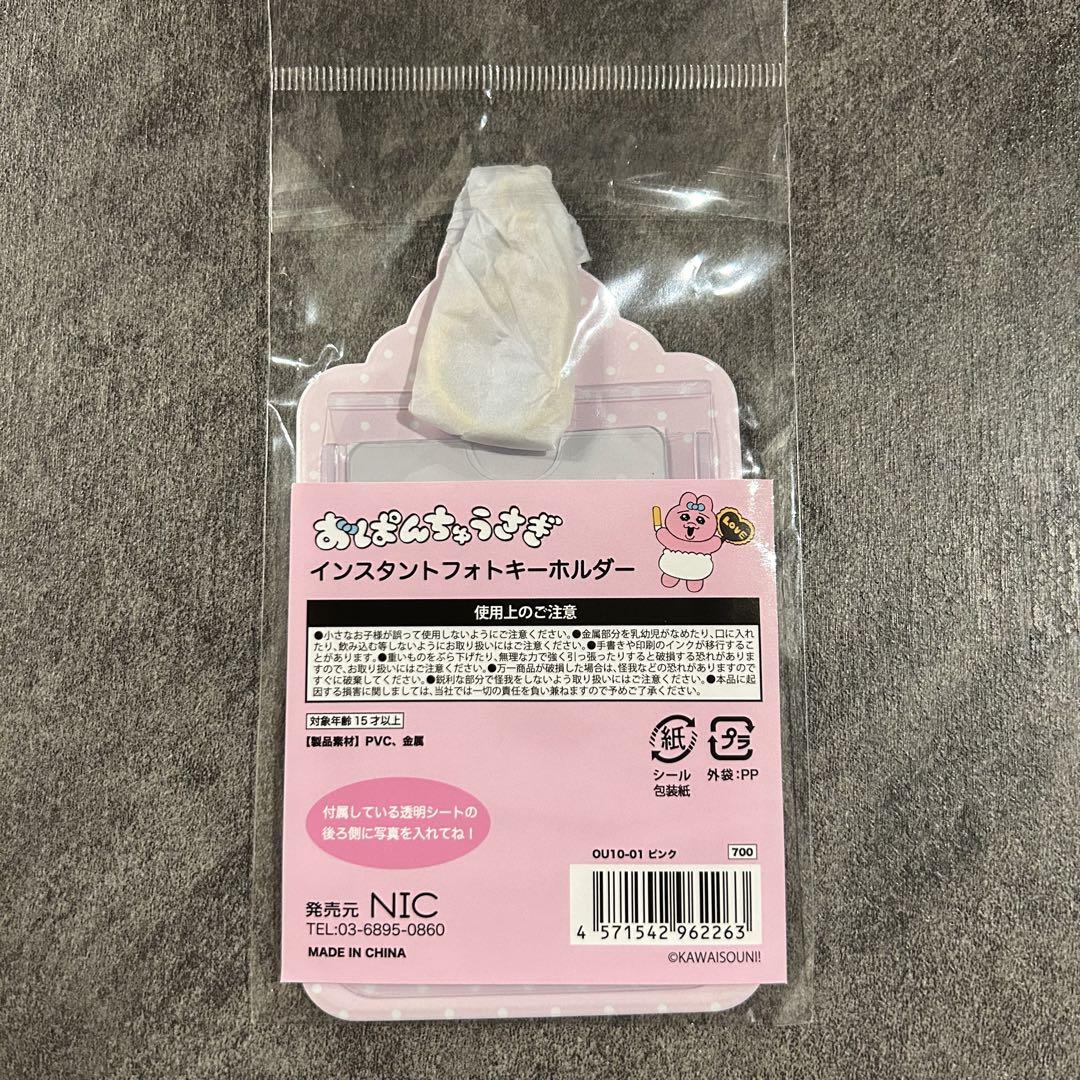 おぱんちゅうさぎ
LOVE
インスタントフォトキーホルダー
使用上のご注意
●小さなお子様が誤って使用しないようにご注意ください。●金属部分を乳幼児がなめたり、口に入れ
たり、飲み込む等しないようにお取り扱いにはご注意ください。●手書きや印刷のインクが移行するこ
とがあります。●重いものをぶら下げたり、無理な力で強く引っ張ったりすると破損する恐れがありま
すので、お取り扱いにはご注意ください。●万一商品が破損した場合は、怪我などの恐れがありますので
すぐに破棄してください。●鋭利な部分で怪我をしないよう取り扱いにはご注意ください。●本品に起
因する損害に関しましては、当社では一切の責任を負い兼ねますので予めご了承ください。
対象年齢15才以上
【製品素材】PVC、金属
紙
シール
包装紙
プラ
外袋:PP
付属している透明シートの
後ろ側に写真を入れてね!
OU10-01 ピンク
700
発売元 NIC
TEL:03-6895-0860
MADE IN CHINA
4 571542 962263
©KAWAISOUNI!